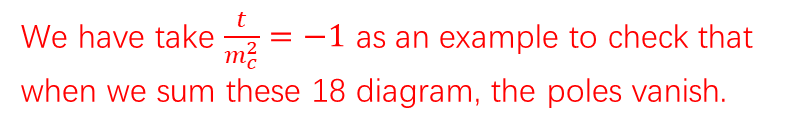 We have take \frac{t}{m_c^2} = −1 as an example to check that
when we sum these 18 diagram, the poles vanish.